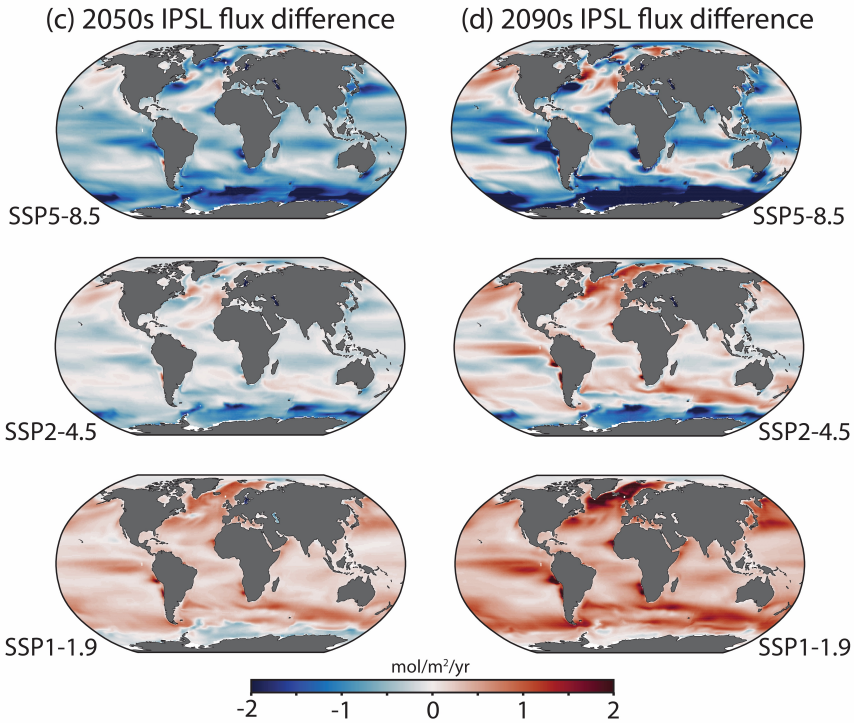 (c) 2050s IPSL flux difference
(d) 2090s IPSL flux difference
SSP5-8.5
SSP5-8.5
SSP2-4.5
SSP2-4.5
SSP1-1.9
SSP1-1.9
mol/m²/yr
-2 -1 0 1 2